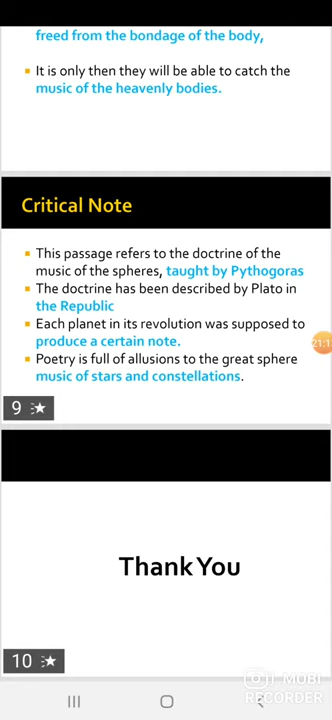 freed from the bondage of the body,
▪ It is only then they will be able to catch the
music of the heavenly bodies.
Critical Note
▪ This passage refers to the doctrine of the
music of the spheres, taught by Pythogoras
▪ The doctrine has been described by Plato in
the Republic
▪ Each planet in its revolution was supposed to
produce a certain note.
▪ Poetry is full of allusions to the great sphere
music of stars and constellations.
9
Thank You
10
MOBI
RECORDER